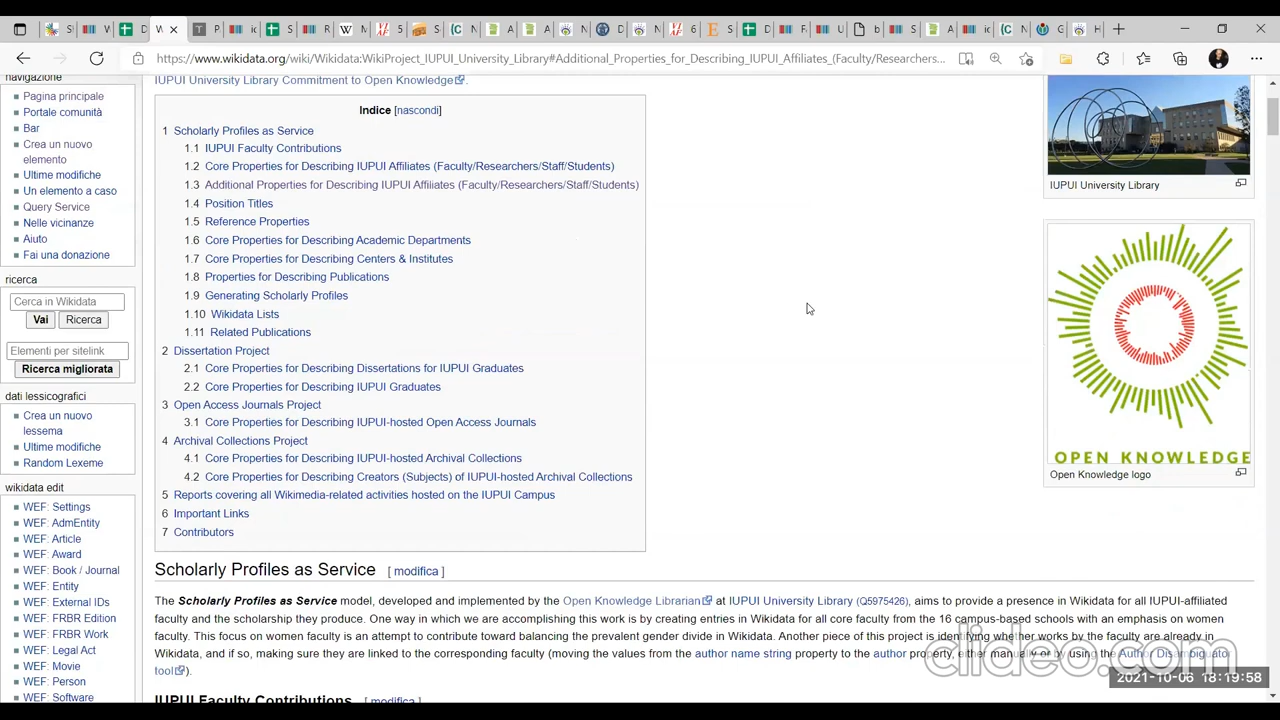 https://www.wikidata.org/wiki/Wikidata:WikiProject_IUPUI_University_Library#Additional_Properties_for_Describing_IUPUI_Affiliates_(Faculty/Researchers...
navigazione
Pagina principale
Portale comunità
Bar
Crea un nuovo
elemento
Ultime modifiche
Un elemento a caso
Query Service
Nelle vicinanze
Aiuto
Fai una donazione
ricerca
Cerca in Wikidata
Vai Ricerca
Elementi per sitelink
Ricerca migliorata
dati lessicografici
Crea un nuovo
lessema
Ultime modifiche
Random Lexeme
wikidata edit
WEF: Settings
WEF: AdmEntity
WEF: Article
WEF: Award
WEF: Book / Journal
WEF: Entity
WEF: External IDs
WEF: FRBR Edition
WEF: FRBR Work
WEF: Legal Act
WEF: Movie
WEF: Person
WEF: Software
IUPUI University Library Commitment to Open Knowledge.
Indice [nascondi]
1 Scholarly Profiles as Service
1.1 IUPUI Faculty Contributions
1.2 Core Properties for Describing IUPUI Affiliates (Faculty/Researchers/Staff/Students)
1.3 Additional Properties for Describing IUPUI Affiliates (Faculty/Researchers/Staff/Students)
1.4 Position Titles
1.5 Reference Properties
1.6 Core Properties for Describing Academic Departments
1.7 Core Properties for Describing Centers & Institutes
1.8 Properties for Describing Publications
1.9 Generating Scholarly Profiles
1.10 Wikidata Lists
1.11 Related Publications
2 Dissertation Project
2.1 Core Properties for Describing Dissertations for IUPUI Graduates
2.2 Core Properties for Describing IUPUI Graduates
3 Open Access Journals Project
3.1 Core Properties for Describing IUPUI-hosted Open Access Journals
4 Archival Collections Project
4.1 Core Properties for Describing IUPUI-hosted Archival Collections
4.2 Core Properties for Describing Creators (Subjects) of IUPUI-hosted Archival Collections
5 Reports covering all Wikimedia-related activities hosted on the IUPUI Campus
6 Important Links
7 Contributors
IUPUI University Library
OPEN KNOWLEDGE
Open Knowledge logo
Scholarly Profiles as Service [ modifica ]
The Scholarly Profiles as Service model, developed and implemented by the Open Knowledge Librarian at IUPUI University Library (Q5975426), aims to provide a presence in Wikidata for all IUPUI-affiliated
faculty and the scholarship they produce. One way in which we are accomplishing this work is by creating entries in Wikidata for all core faculty from the 16 campus-based schools with an emphasis on women
faculty. This focus on women faculty is an attempt to contribute toward balancing the prevalent gender divide in Wikidata. Another piece of this project is identifying whether works by the faculty are already in
Wikidata, and if so, making sure they are linked to the corresponding faculty (moving the values from the author name string property to the author property, either manually or by using the Author Disambiguator
tool).
IUPUI Faculty Contributions [ modifica ]
clideo.com
2021-10-06 18:19:58